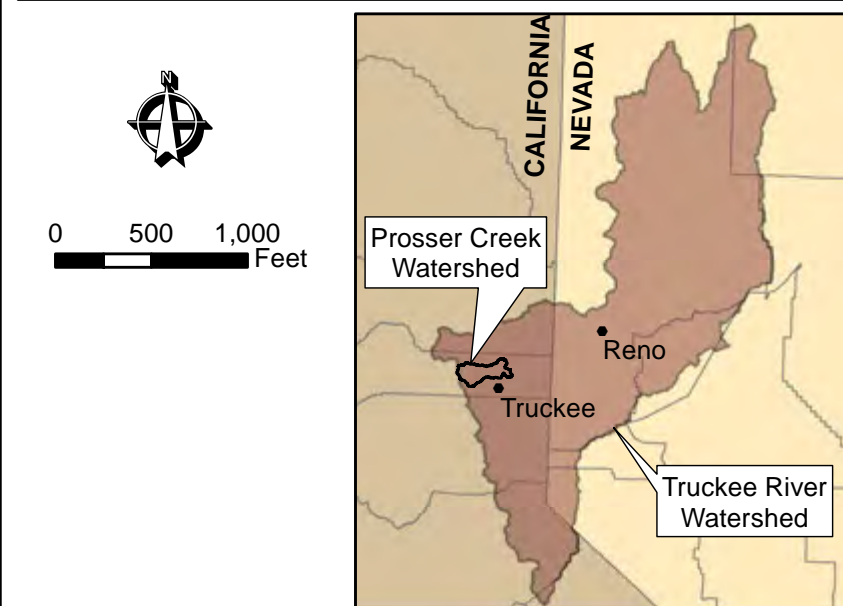 N
0 500 1,000
Feet
CALIFORNIA
NEVADA
Prosser Creek
Watershed
Reno
Truckee
Truckee River
Watershed